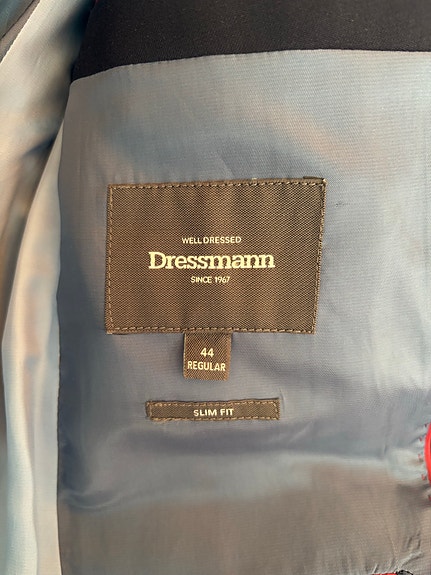 WELL DRESSED
Dressmann
SINCE 1967
44
REGULAR
SLIM FIT